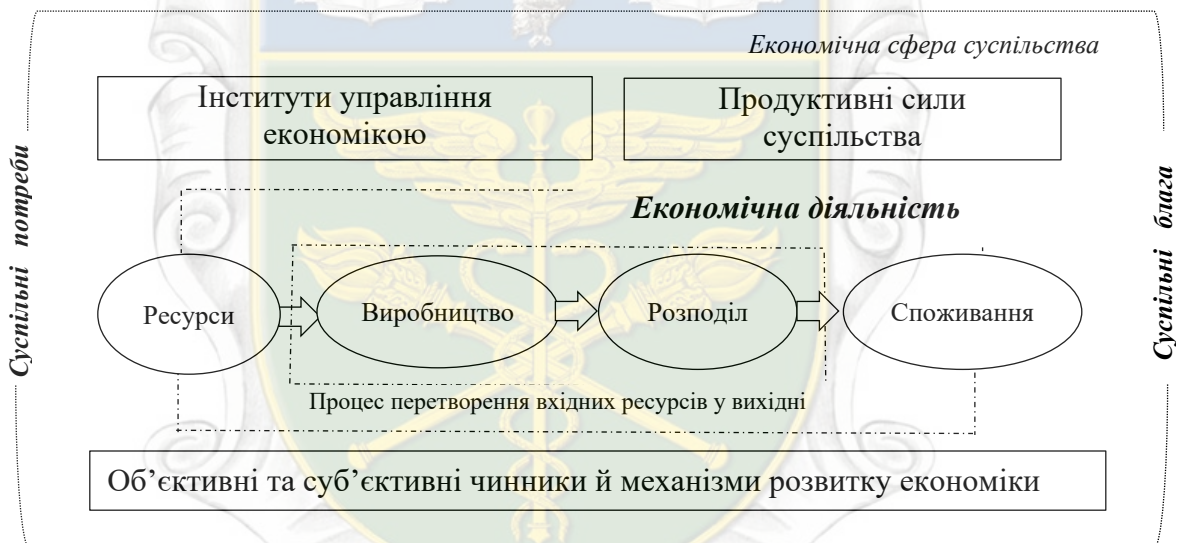 Економічна сфера суспільства
Інститути управління
економікою
Продуктивні сили
суспільства
Суспільні потреби
Економічна діяльність
Суспільні блага
Ресурси
Виробництво
Розподіл
Споживання
Процес перетворення вхідних ресурсів у вихідні
Об’єктивні та суб’єктивні чинники й механізми розвитку економіки